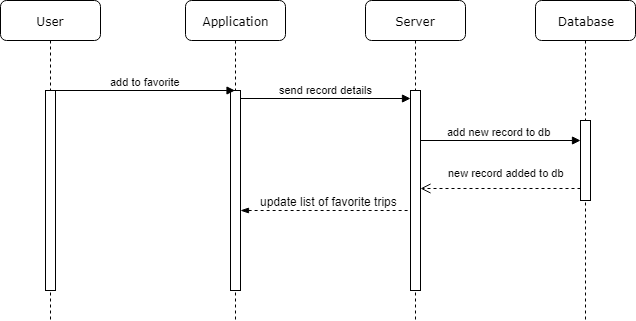 User
Application
Server
Database
add to favorite
send record details
add new record to db
new record added to db
update list of favorite trips